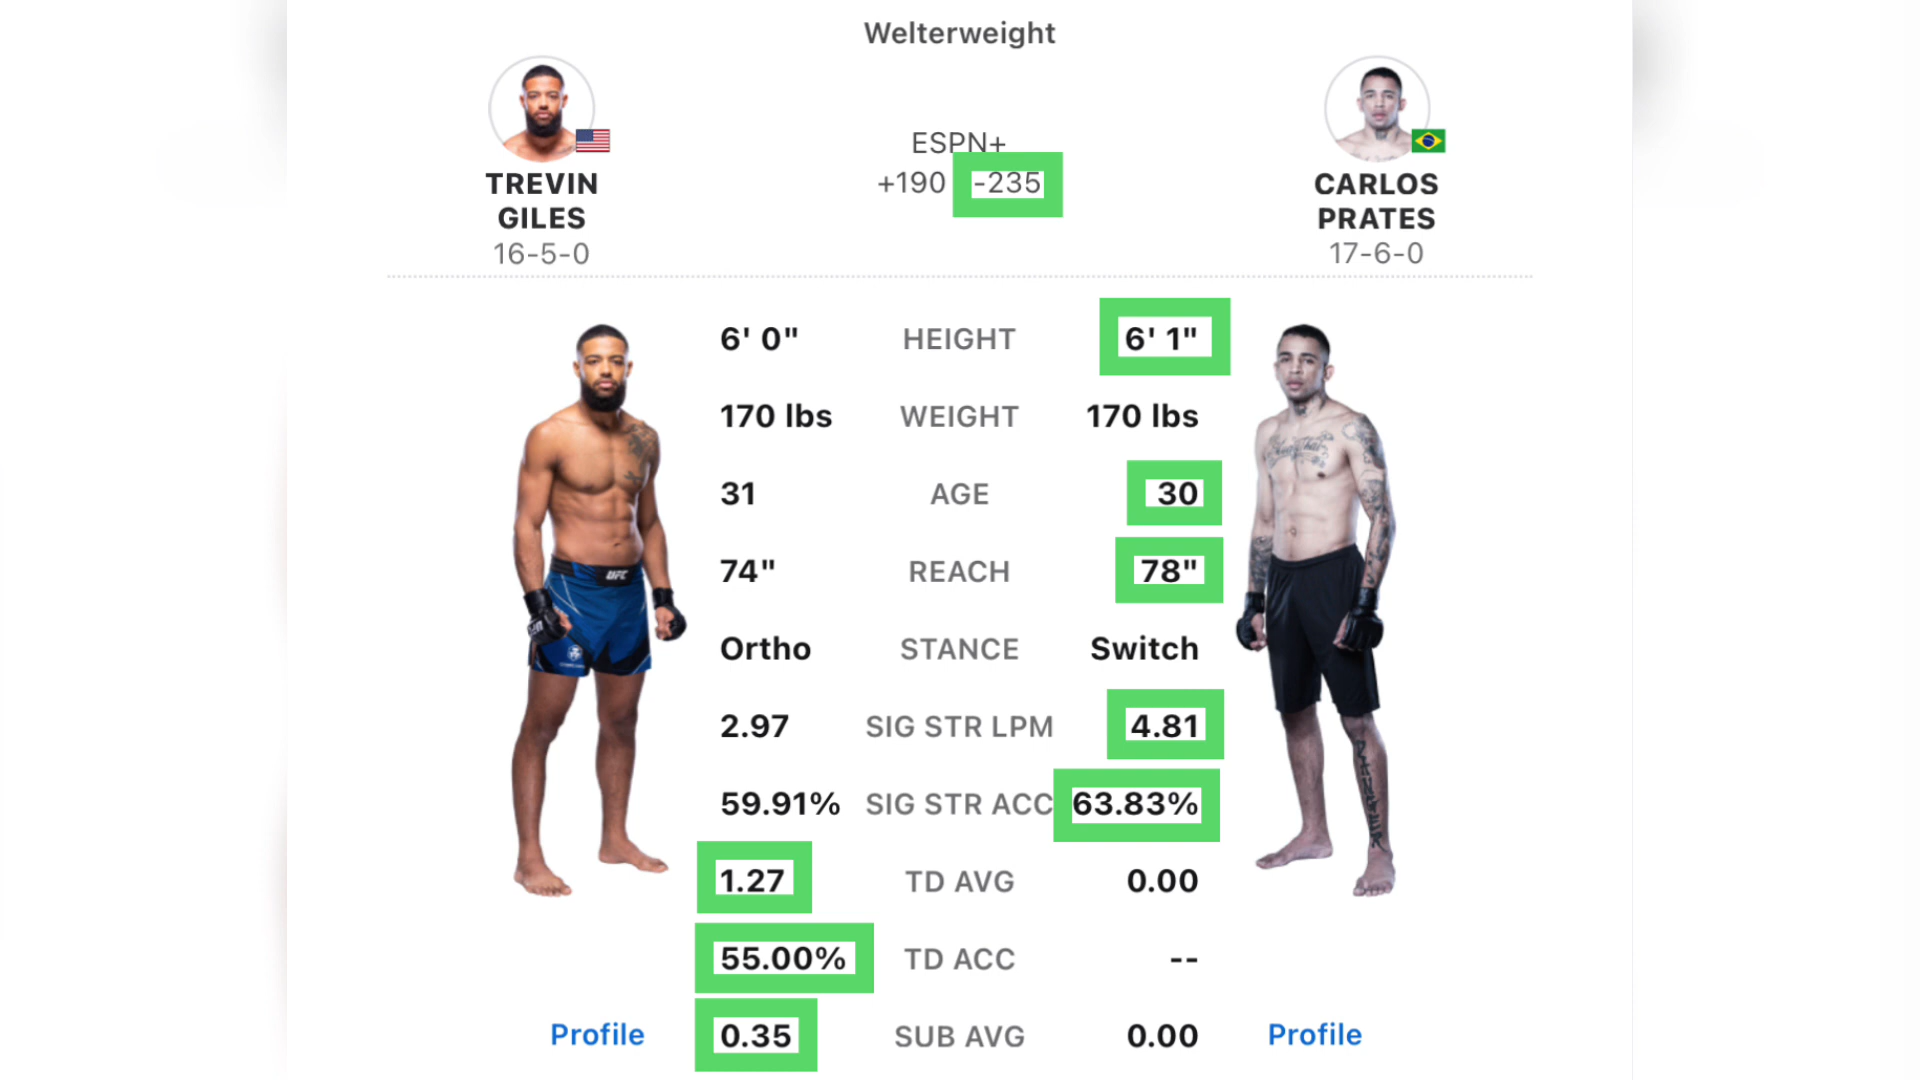 Welterweight
TREVIN
GILES
16-5-0
ESPN+
+190 -235
CARLOS
PRATES
17-6-0
6' 0" HEIGHT 6' 1"
170 lbs WEIGHT 170 lbs
31 AGE 30
74" REACH 78"
Ortho STANCE Switch
2.97 SIG STR LPM 4.81
59.91% SIG STR ACC 63.83%
1.27 TD AVG 0.00
55.00% TD ACC --
0.35 SUB AVG 0.00
Profile
Profile
UFC